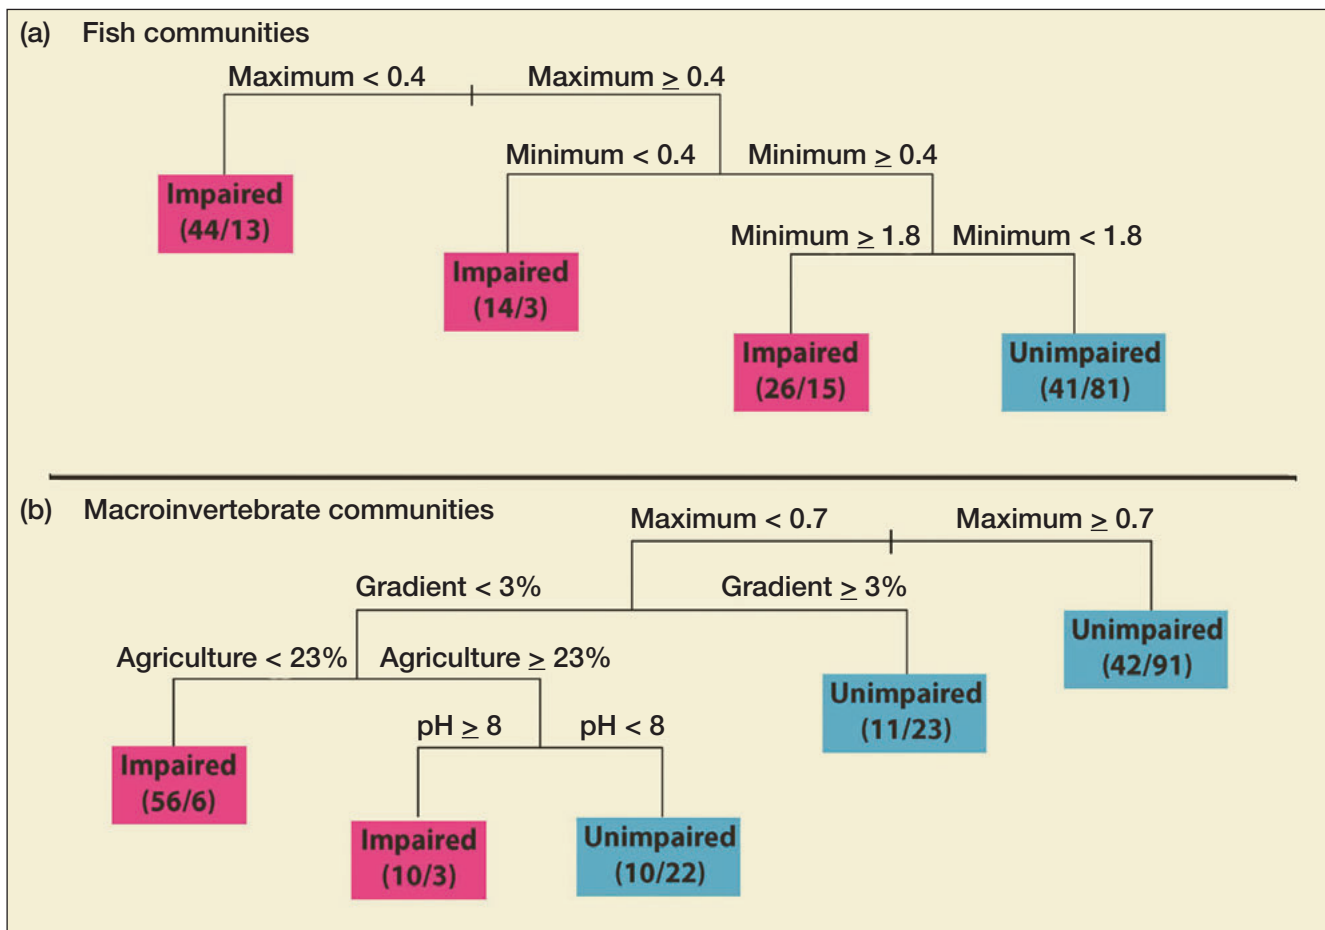 (a) Fish communities
Maximum < 0.4 Maximum ≥ 0.4
Minimum < 0.4 Minimum ≥ 0.4
Impaired
(44/13)
Minimum ≥ 1.8 Minimum < 1.8
Impaired
(14/3)
Impaired
(26/15)
Unimpaired
(41/81)
(b) Macroinvertebrate communities
Maximum < 0.7 Maximum ≥ 0.7
Gradient < 3% Gradient ≥ 3%
Unimpaired
(42/91)
Agriculture < 23% Agriculture ≥ 23%
Unimpaired
(11/23)
pH ≥ 8 pH < 8
Impaired
(56/6)
Impaired
(10/3)
Unimpaired
(10/22)